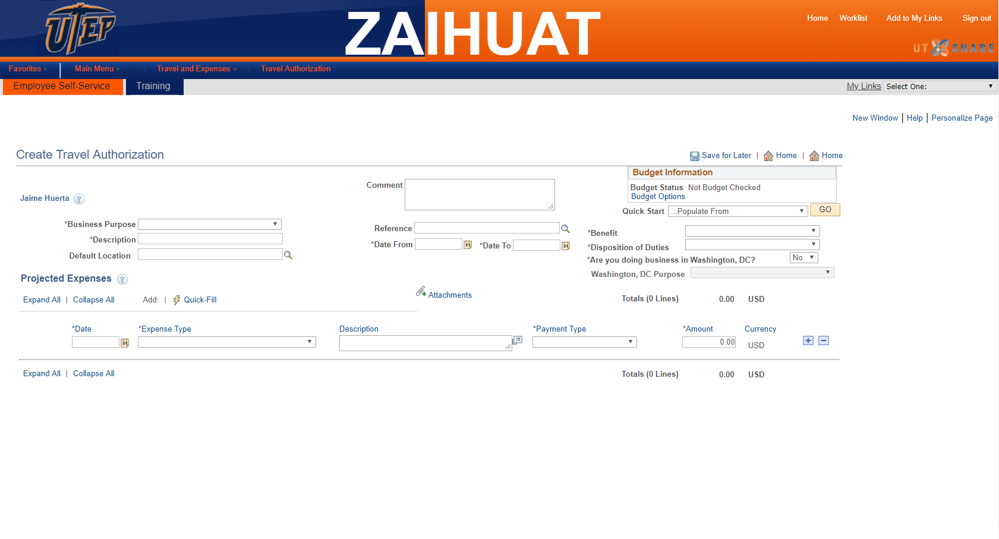 UTEP
ZAIHUAT
Home Worklist Add to My Links Sign out
UT SHARE
Favorites Main Menu Travel and Expenses Travel Authorization
Employee Self-Service Training My Links Select One:
New Window | Help | Personalize Page
Create Travel Authorization Save for Later | Home | Home
Budget Information
Comment
Budget Status Not Budget Checked
Jaime Huerta ? Budget Options
Quick Start ...Populate From GO
*Business Purpose Reference *Benefit
*Description *Date From 31 *Date To 31 *Disposition of Duties
Default Location *Are you doing business in Washington, DC? No
Projected Expenses ? Washington, DC Purpose
Expand All | Collapse All Add: | Quick-Fill Attachments Totals (0 Lines) 0.00 USD
*Date *Expense Type Description *Payment Type *Amount Currency
31 0.00 USD + −
Expand All | Collapse All Totals (0 Lines) 0.00 USD